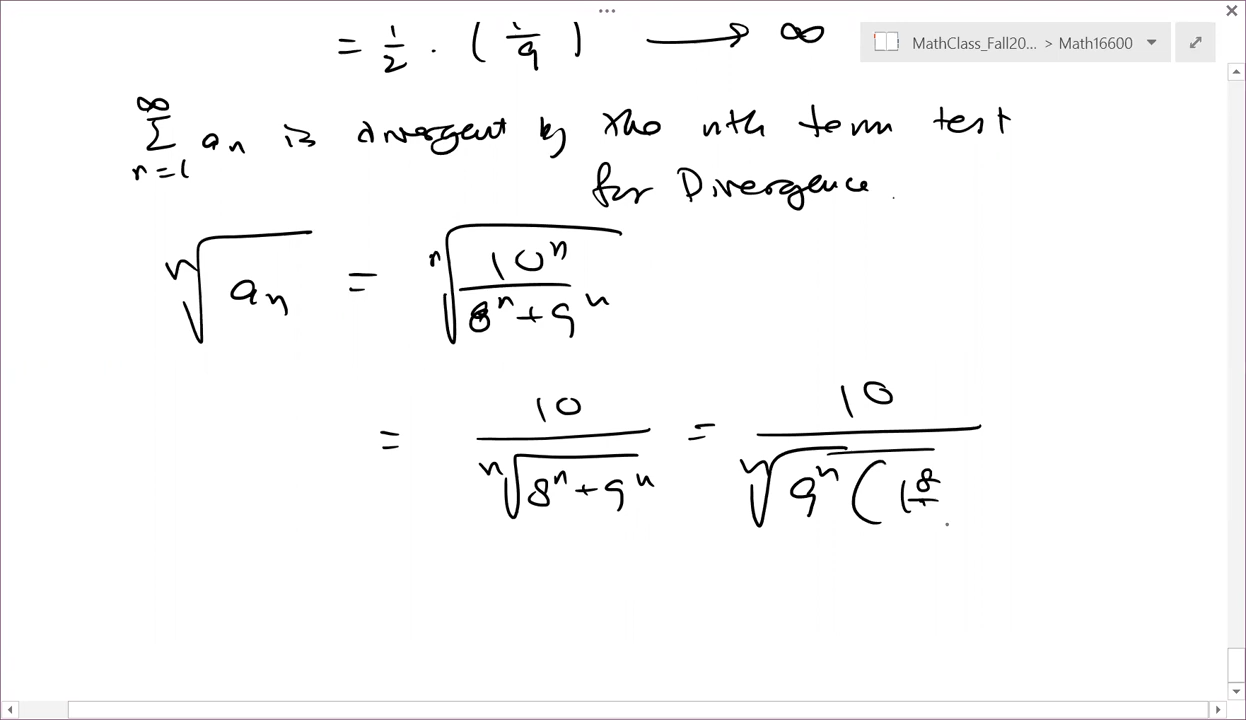 = 1/2 · ( 1/9 ) → ∞
MathClass_Fall20... > Math16600
∞ Σ n=1 an is divergent by the nth term test
for Divergence.
ⁿ√an = ⁿ√(10ⁿ / 8ⁿ + 9ⁿ)
= 10 / ⁿ√(8ⁿ + 9ⁿ) = 10 / ⁿ√(9ⁿ ( (8